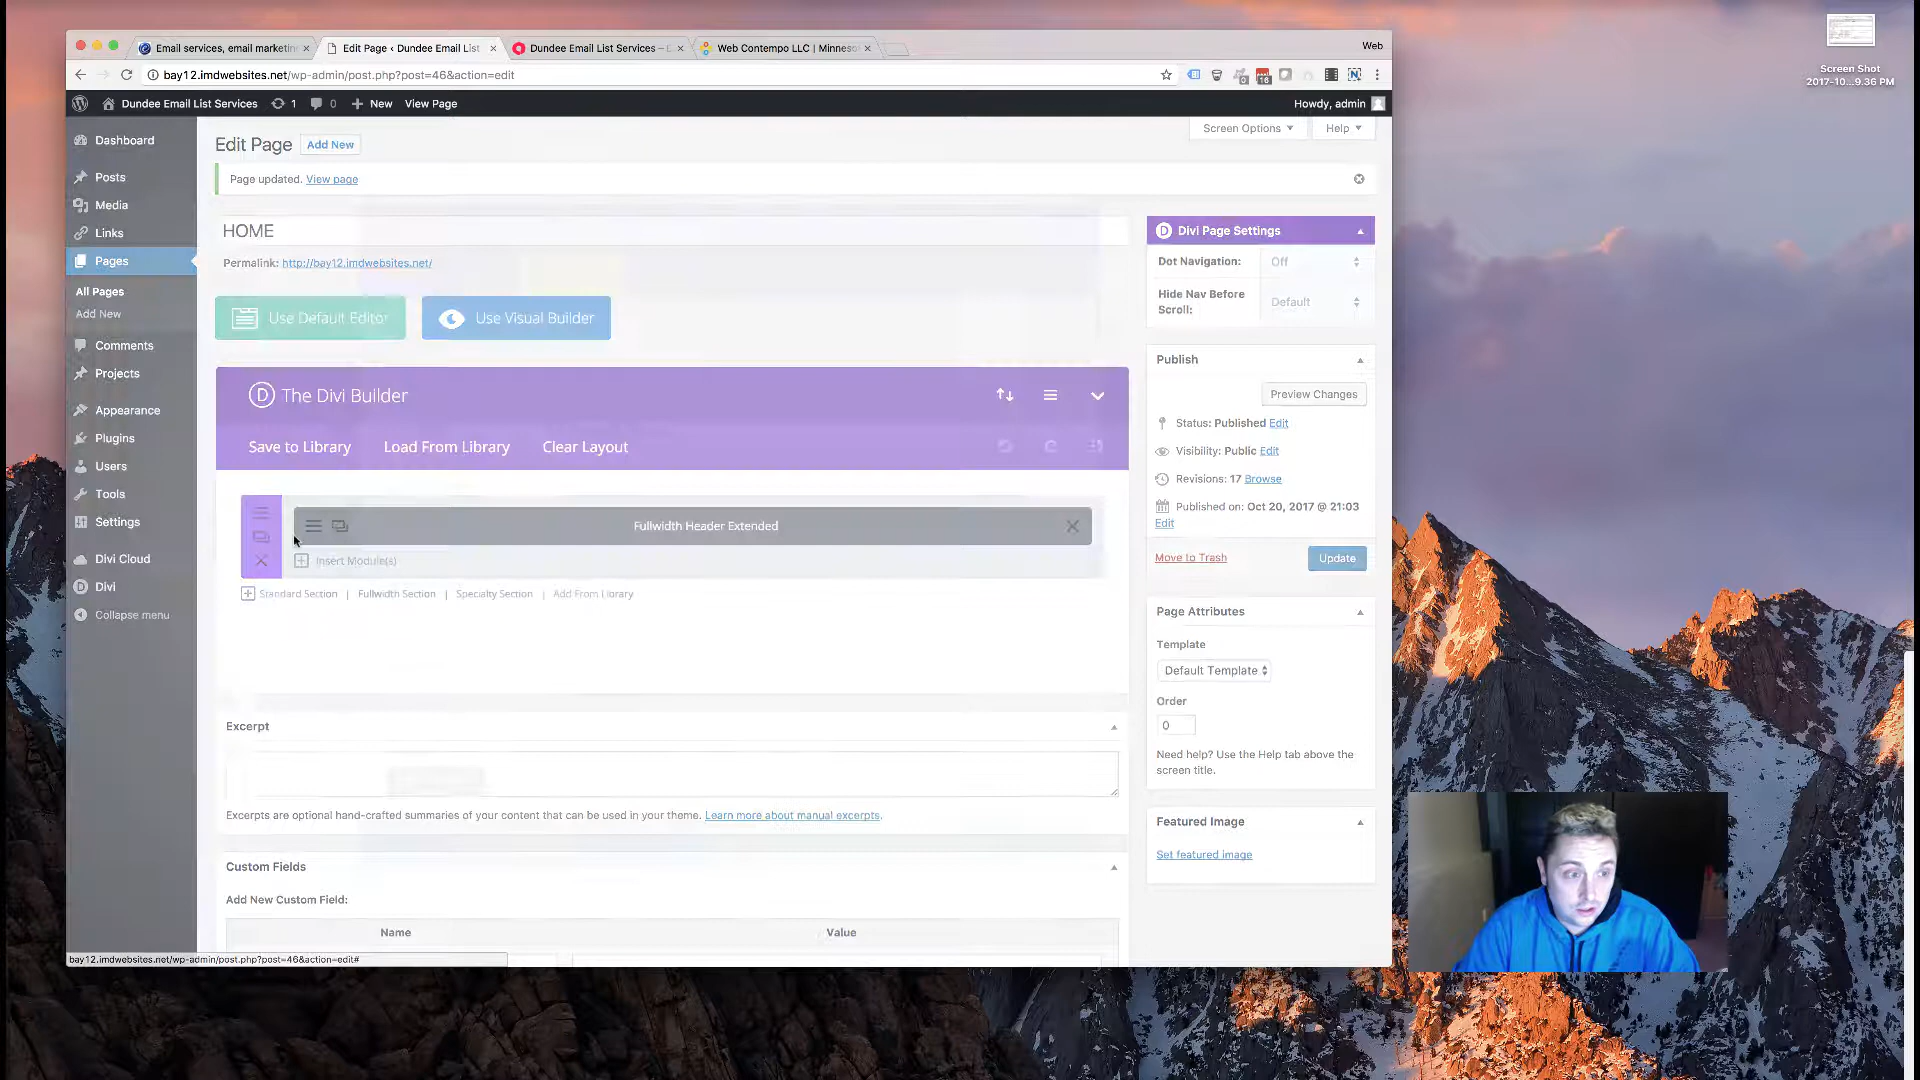 Email services, email marketin
Edit Page ‹ Dundee Email List
Dundee Email List Services –
Web Contempo LLC | Minneso
Web
bay12.imdwebsites.net/wp-admin/post.php?post=46&action=edit
Screen Shot
2017-10...9.36 PM
Dundee Email List Services
1
0
New
View Page
Howdy, admin
Dashboard
Posts
Media
Links
Pages
All Pages
Add New
Comments
Projects
Appearance
Plugins
Users
Tools
Settings
Divi Cloud
Divi
Collapse menu
Screen Options
Help
Edit Page
Add New
Page updated. View page
HOME
Permalink: http://bay12.imdwebsites.net/
Use Default Editor
Use Visual Builder
The Divi Builder
Save to Library
Load From Library
Clear Layout
Fullwidth Header Extended
Insert Module(s)
Standard Section | Fullwidth Section | Specialty Section | Add From Library
Excerpt
Excerpts are optional hand-crafted summaries of your content that can be used in your theme. Learn more about manual excerpts.
Custom Fields
Add New Custom Field:
Name
Value
Divi Page Settings
Dot Navigation:
Off
Hide Nav Before
Scroll:
Default
Publish
Preview Changes
Status: Published Edit
Visibility: Public Edit
Revisions: 17 Browse
Published on: Oct 20, 2017 @ 21:03
Edit
Move to Trash
Update
Page Attributes
Template
Default Template
Order
0
Need help? Use the Help tab above the
screen title.
Featured Image
Set featured image
bay12.imdwebsites.net/wp-admin/post.php?post=46&action=edit#